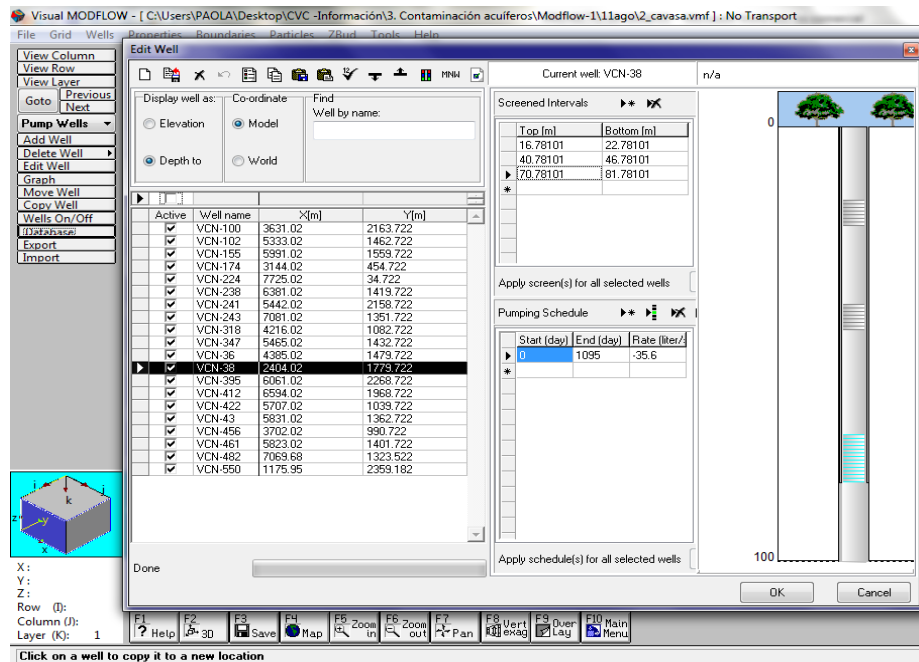 Visual MODFLOW - [ C:\Users\PAOLA\Desktop\CVC -Información\3. Contaminación acuíferos\Modflow-1\11ago\2_cavasa.vmf ] : No Transport
File Grid Wells Properties Boundaries Particles ZBud Tools Help
View Column
View Row
View Layer
Goto Previous
Next
Pump Wells
Add Well
Delete Well
Edit Well
Graph
Move Well
Copy Well
Wells On/Off
Database
Export
Import
Edit Well
MNW
Display well as:
Elevation
Depth to
Co-ordinate
Model
World
Find
Well by name:
Active Well name X[m] Y[m]
VCN-100 3631.02 2163.722
VCN-102 5333.02 1462.722
VCN-155 5991.02 1559.722
VCN-174 3144.02 454.722
VCN-224 7725.02 34.722
VCN-238 6381.02 1419.722
VCN-241 5442.02 2158.722
VCN-243 7081.02 1351.722
VCN-318 4216.02 1082.722
VCN-347 5465.02 1432.722
VCN-36 4385.02 1479.722
VCN-38 2404.02 1779.722
VCN-395 6061.02 2268.722
VCN-412 6594.02 1968.722
VCN-422 5707.02 1039.722
VCN-43 5831.02 1362.722
VCN-456 3702.02 990.722
VCN-461 5823.02 1401.722
VCN-482 7069.68 1323.522
VCN-550 1175.95 2359.182
Done
Current well: VCN-38
n/a
Screened Intervals
Top [m] Bottom [m]
16.78101 22.78101
40.78101 46.78101
70.78101 81.78101
*
Apply screen(s) for all selected wells
Pumping Schedule
Start (day) End (day) Rate (liter/s
0 1095 -35.6
*
Apply schedule(s) for all selected wells
0
100
OK Cancel
i
j
k
z
y
x
X :
Y :
Z :
Row (I):
Column (J):
Layer (K): 1
F1 ? Help
F2 3D
F3 Save
F4 Map
F5 Zoom in
F6 Zoom out
F7 Pan
F8 Vert exag
F9 Over Lay
F10 Main Menu
Click on a well to copy it to a new location